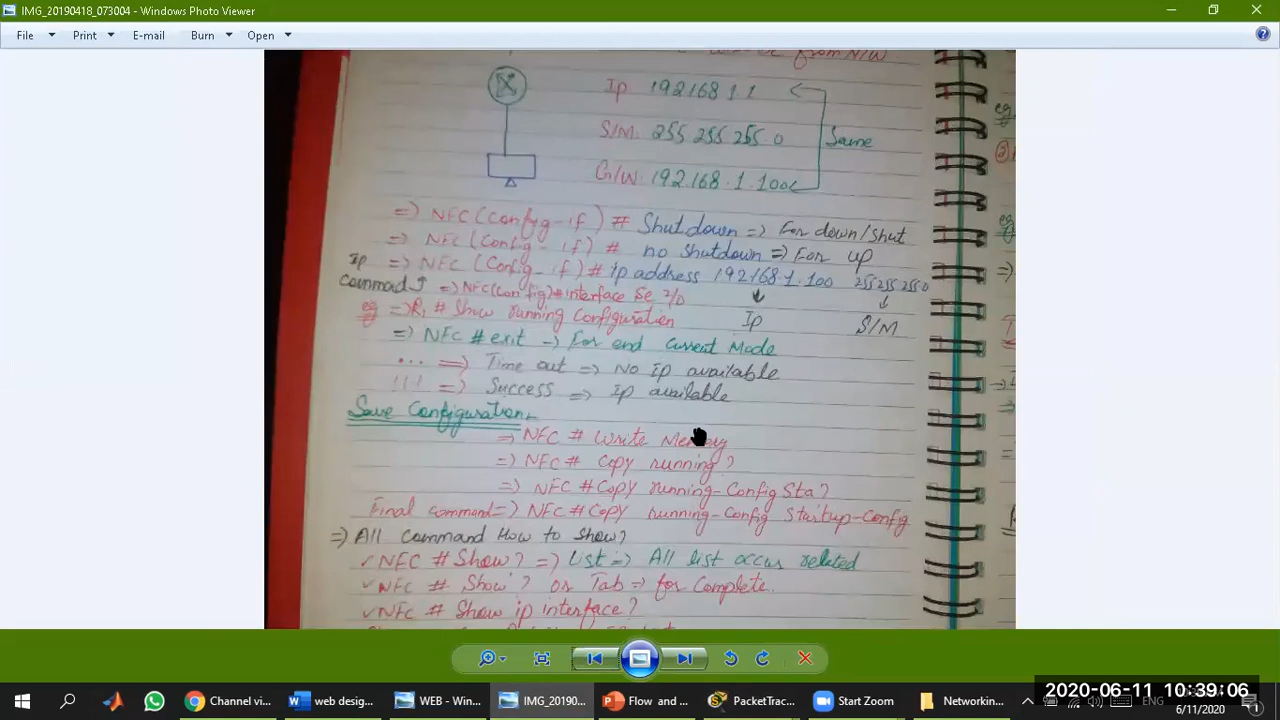 IMG_20190418_073004 - Windows Photo Viewer
File Print E-mail Burn Open
from N/W
Ip 192.168.1.1
S/M: 255 255 255 0
Same
G/W: 192.168.1.100
=> NFC (Config-if) # Shutdown => For down/shut
=> NFC (Config-if) # no shutdown => For up
Ip => NFC (Config-if) # ip address 192.168.1.100 255 255 255 0
Command => NFC (Config) # interface Se 2/0
Ip S/M
eg => R1 # Show running Configuration
=> NFC # exit => For end Current Mode
... => Time out => No ip available
!!! => Success => Ip available
Save Configuration
=> NFC # Write Memory
=> NFC # Copy running ?
=> NFC # Copy running-Config Sta?
Final command => NFC # Copy running-Config Startup-Config
=> All Command How to Show?
✓ NFC # Show? => List => All list occurs related
✓ NFC # Show ? or Tab => for Complete.
✓ NFC # Show ip interface?
Channel vi...
web desig...
WEB - Win...
IMG_20190...
Flow and ...
PacketTrac...
Start Zoom
Networking...
ENG
2020-06-11 10:39:06
6/11/2020